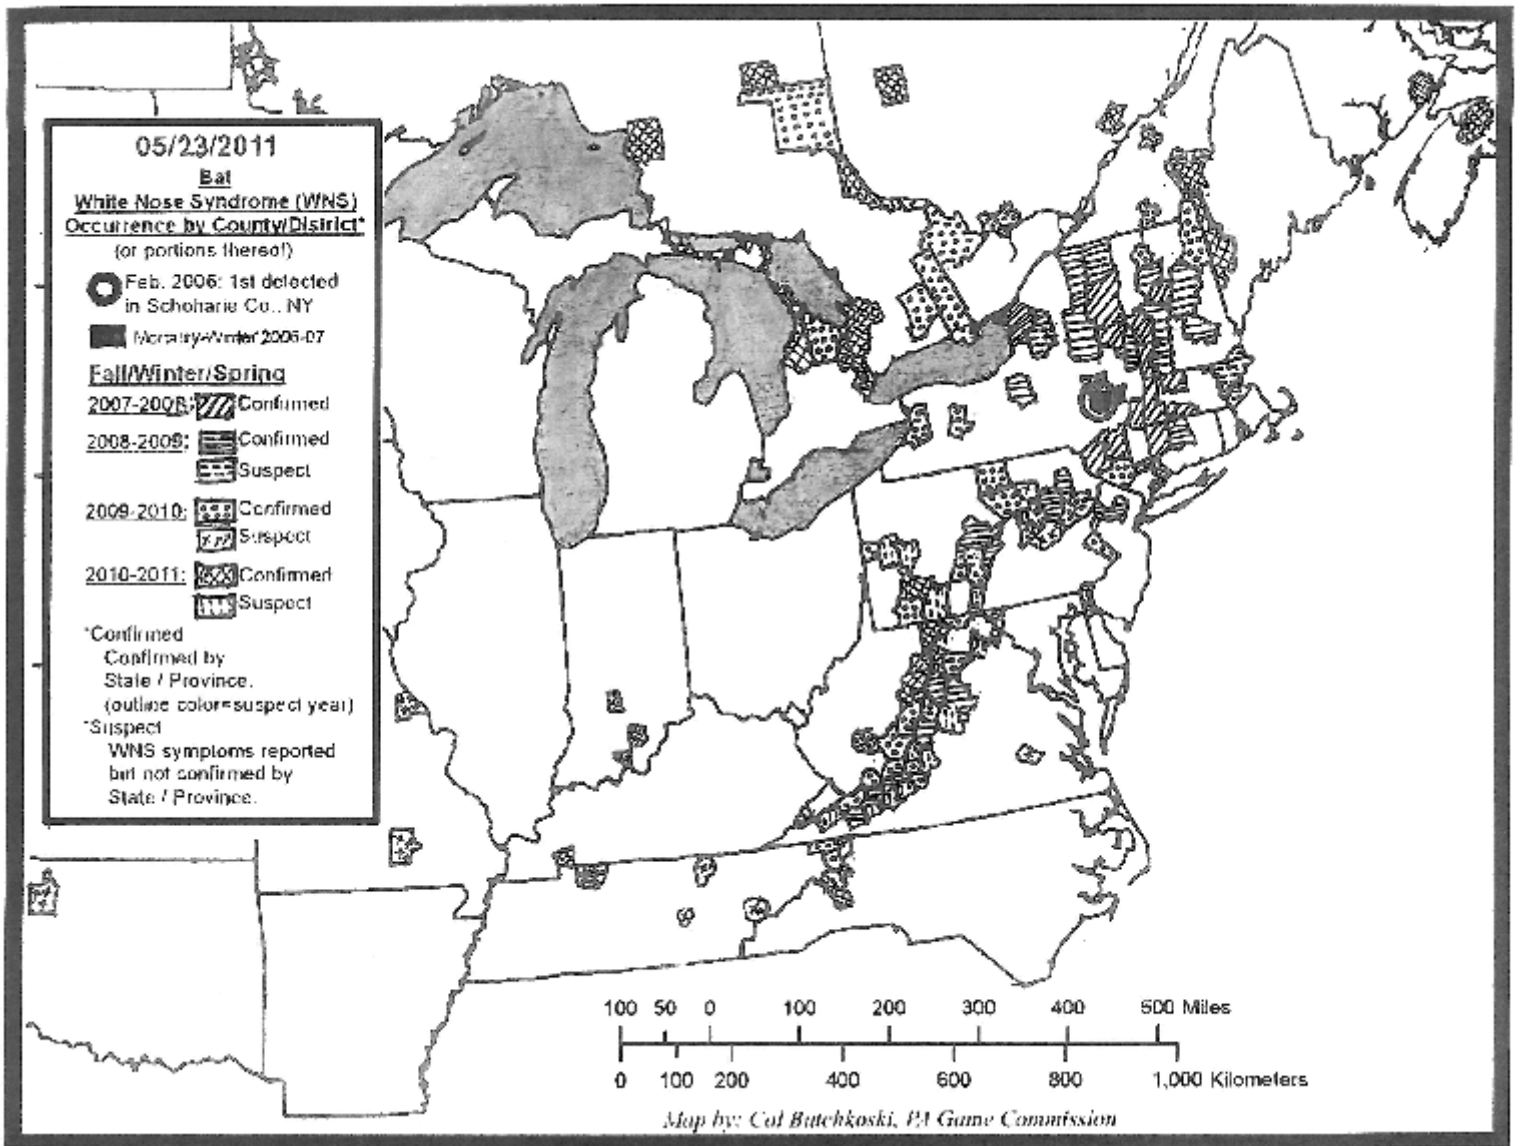 05/23/2011
Bat
White Nose Syndrome (WNS)
Occurrence by County/District*
(or portions thereof)
Feb. 2006: 1st detected
in Schoharie Co., NY
Mortality-Winter 2006-07
Fall/Winter/Spring
2007-2008: Confirmed
2008-2009: Confirmed
Suspect
2009-2010: Confirmed
Suspect
2010-2011: Confirmed
Suspect
*Confirmed
Confirmed by
State / Province.
(outline color=suspect year)
*Suspect
WNS symptoms reported
but not confirmed by
State / Province.
100 50 0 100 200 300 400 500 Miles
0 100 200 400 600 800 1,000 Kilometers
Map by: Cal Butchkoski, PA Game Commission